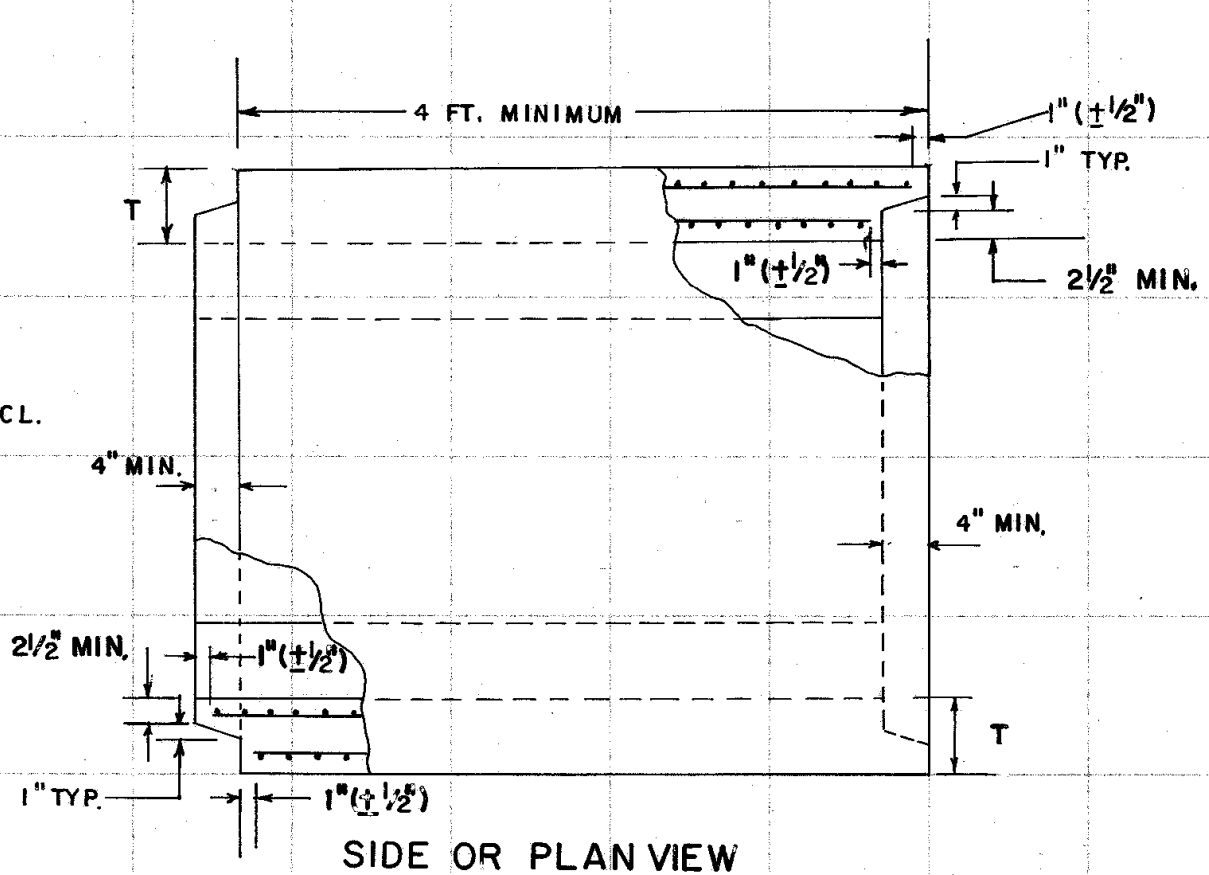 4 FT. MINIMUM
1" (±1/2")
1" TYP.
T
1" (±1/2")
2 1/2" MIN.
CL.
4" MIN.
4" MIN.
2 1/2" MIN.
1" (±1/2")
T
1" TYP.
1" (±1/2")
SIDE OR PLAN VIEW